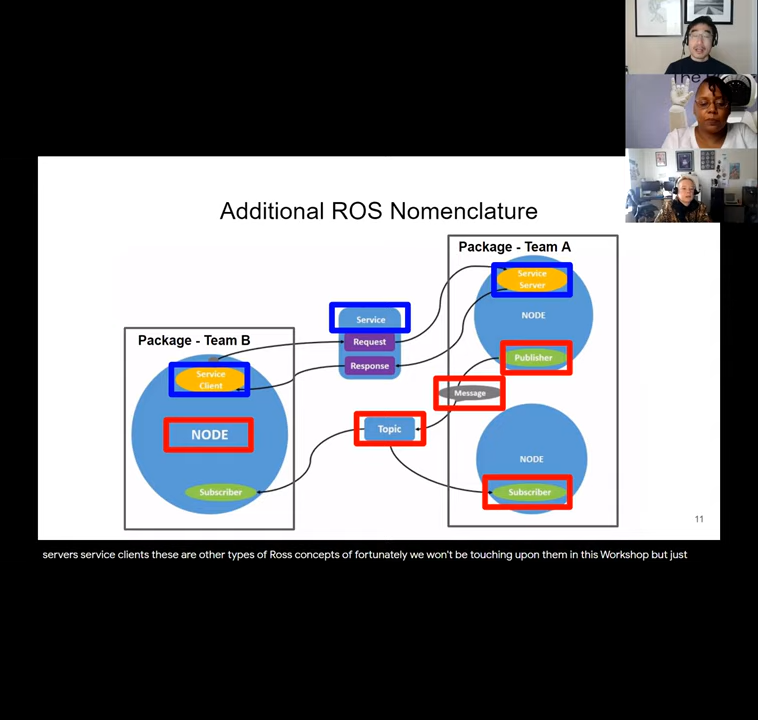 The
Additional ROS Nomenclature
Package - Team A
Service
Server
NODE
Service
Request
Response
Package - Team B
Service
Client
Publisher
Message
Topic
NODE
NODE
Subscriber
Subscriber
11
servers service clients these are other types of Ross concepts of fortunately we won't be touching upon them in this Workshop but just